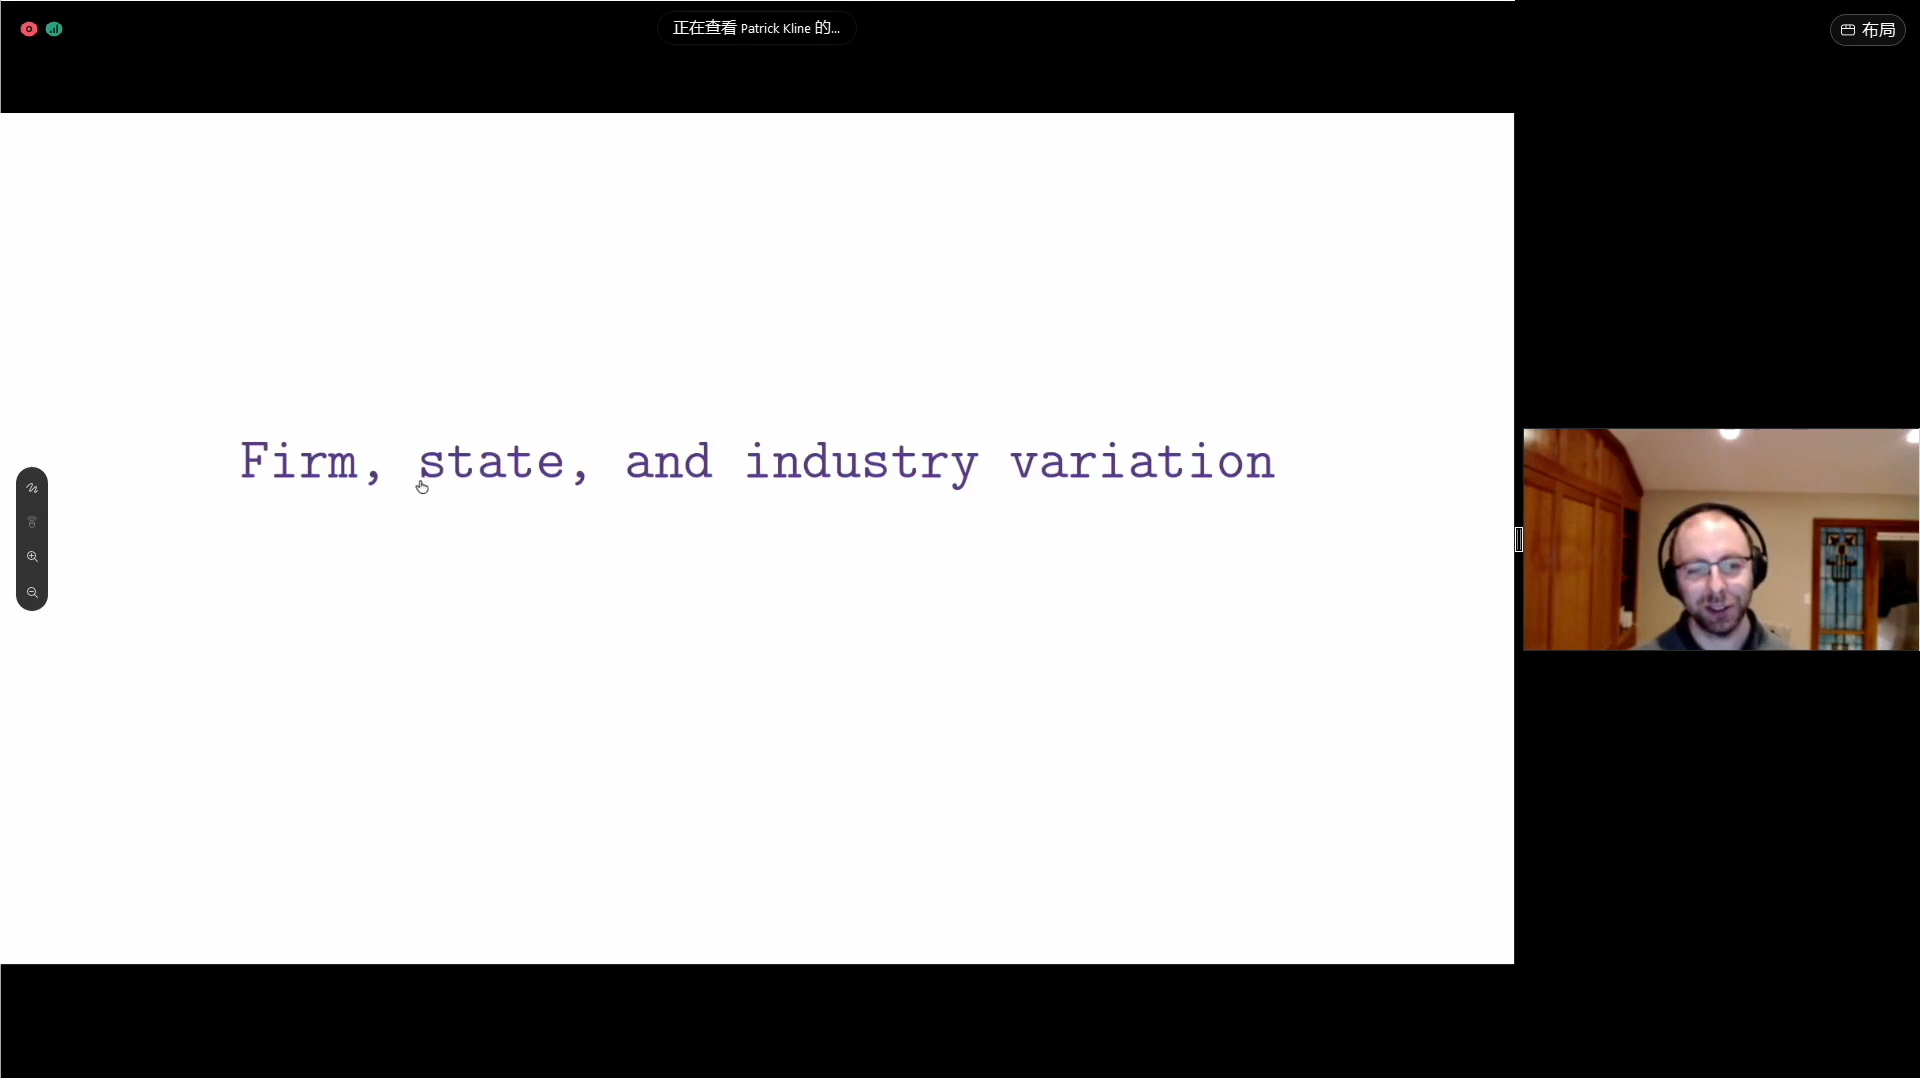 正在查看 Patrick Kline 的...
布局
Firm, state, and industry variation